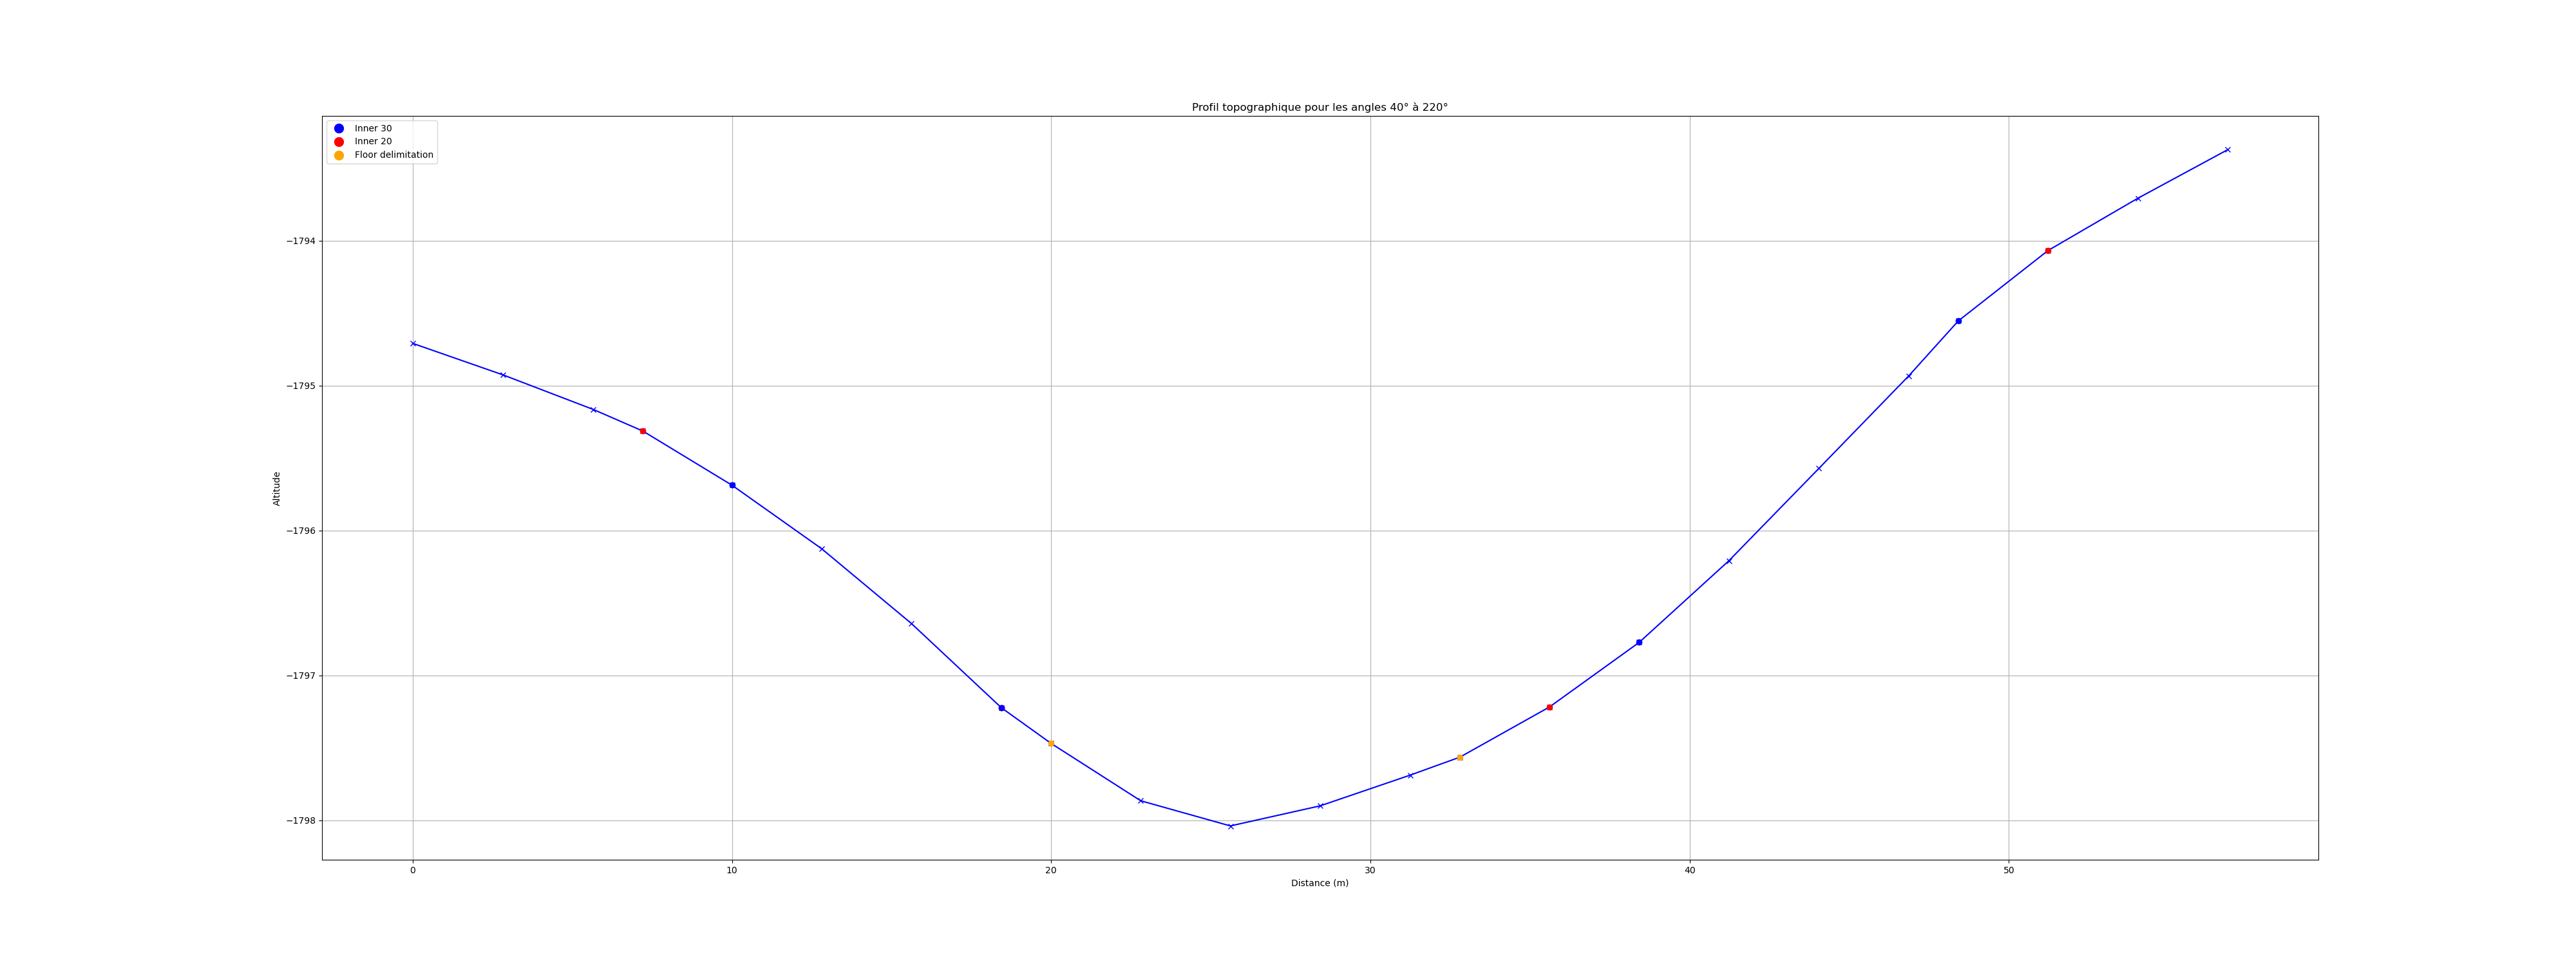 Profil topographique pour les angles 40° à 220°
Inner 30
Inner 20
Floor delimitation
Altitude
−1794
−1795
−1796
−1797
−1798
0 10 20 30 40 50
Distance (m)